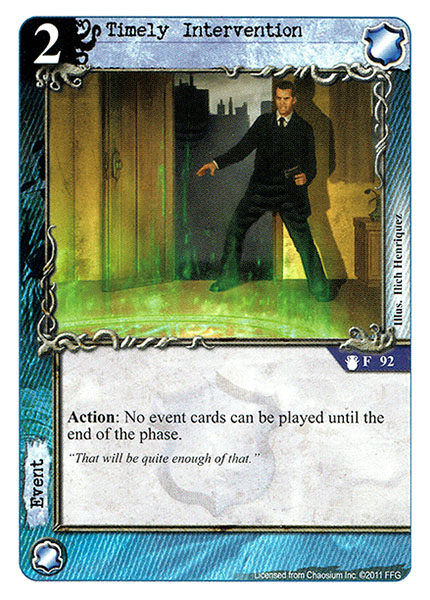 2
Timely Intervention
Illus. Ilich Henriquez
F 92
Action: No event cards can be played until the
end of the phase.
“That will be quite enough of that.”
Event
Licensed from Chaosium Inc. ©2011 FFG